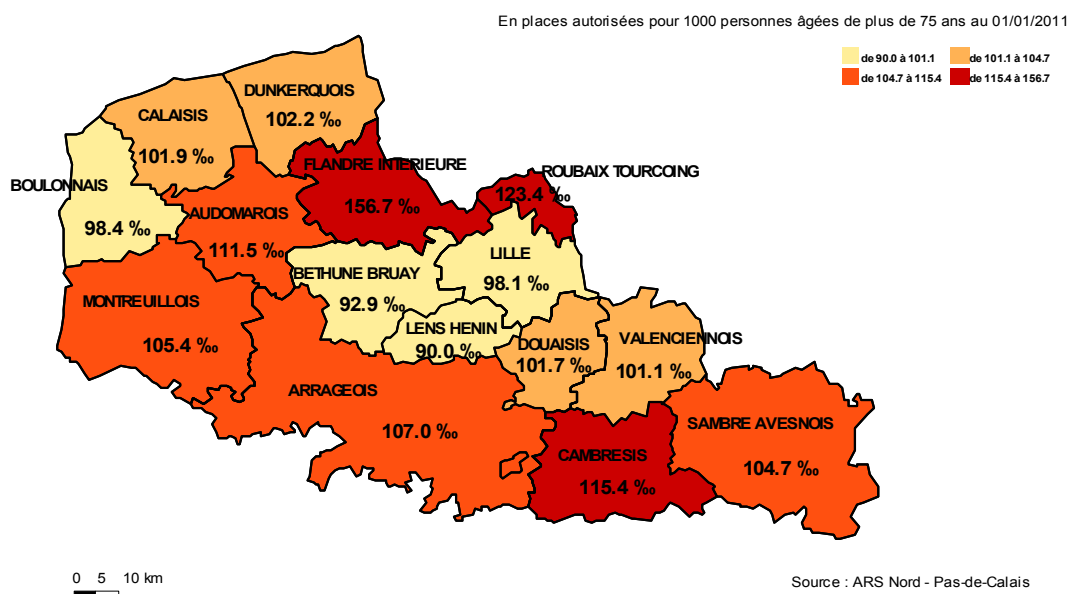 En places autorisées pour 1000 personnes âgées de plus de 75 ans au 01/01/2011
de 90.0 à 101.1
de 101.1 à 104.7
de 104.7 à 115.4
de 115.4 à 156.7
DUNKERQUOIS
102.2 ‰
CALAISIS
101.9 ‰
FLANDRE INTERIEURE
156.7 ‰
ROUBAIX TOURCOING
123.4 ‰
BOULONNAIS
98.4 ‰
AUDOMAROIS
111.5 ‰
LILLE
98.1 ‰
BETHUNE BRUAY
92.9 ‰
MONTREUILLOIS
105.4 ‰
LENS HENIN
90.0 ‰
DOUAISIS
101.7 ‰
VALENCIENNOIS
101.1 ‰
ARRAGEOIS
107.0 ‰
SAMBRE AVESNOIS
104.7 ‰
CAMBRESIS
115.4 ‰
0 5 10 km
Source : ARS Nord - Pas-de-Calais